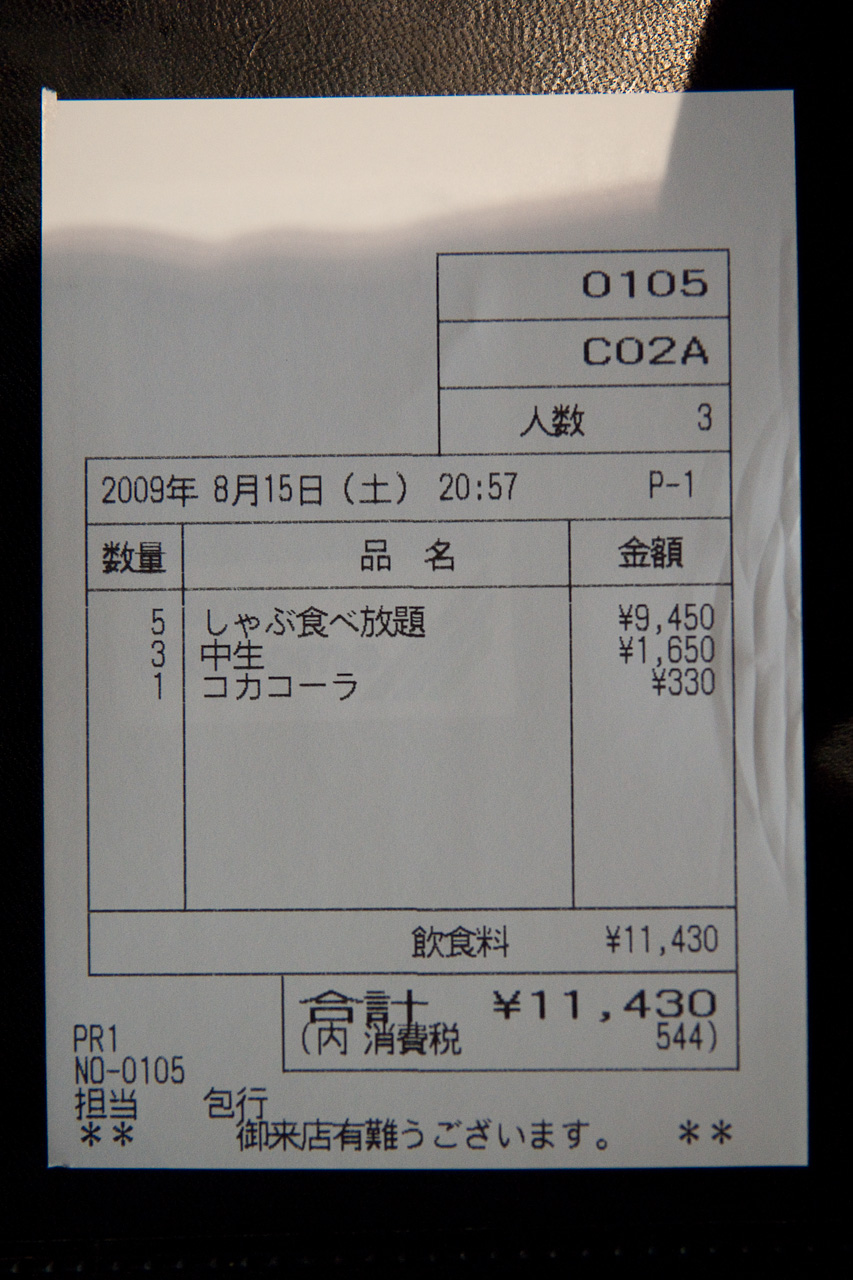 0105
C02A
人数 3
2009年 8月15日（土） 20:57 P-1
数量 品 名 金額
5 しゃぶ食べ放題 ¥9,450
3 中生 ¥1,650
1 コカコーラ ¥330
飲食料 ¥11,430
合計 ¥11,430
(内 消費税 544)
PR1
NO-0105
担当 包行
** 御来店有難うございます。 **